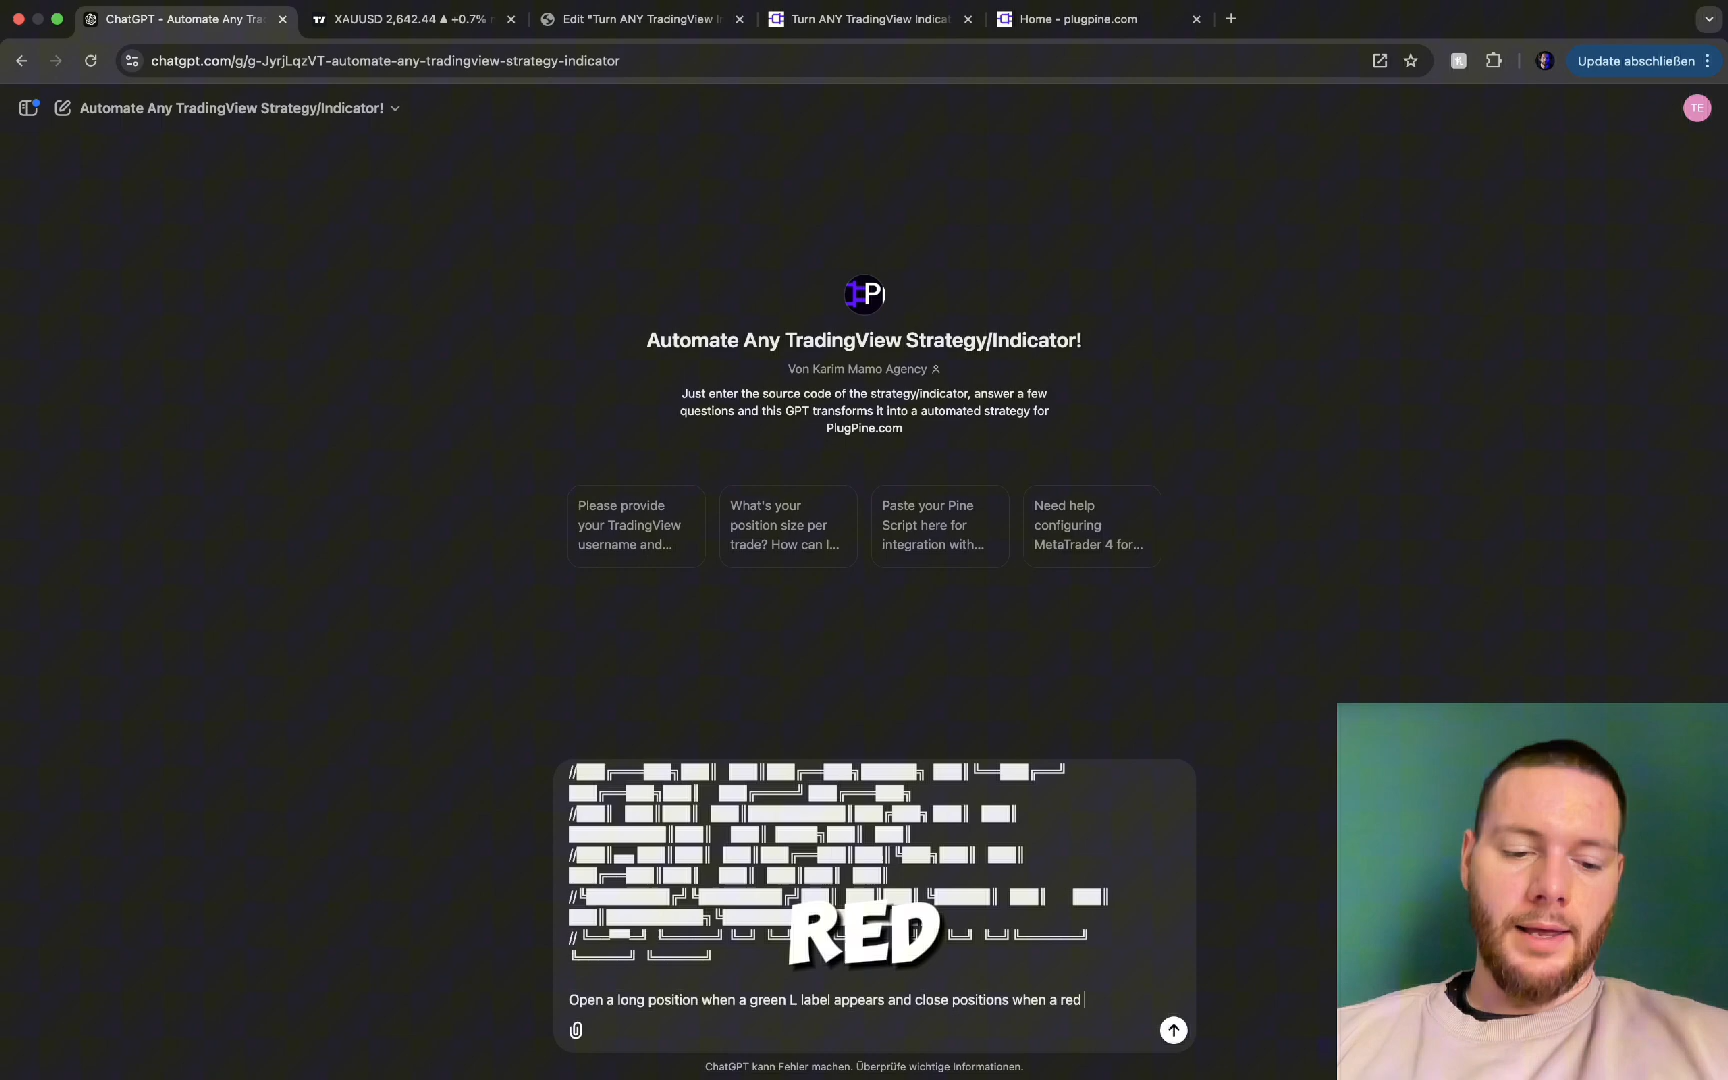 ChatGPT - Automate Any Tra
XAUUSD 2,642.44 ▲ +0.7%
Edit "Turn ANY TradingView I
Turn ANY TradingView Indica
Home - plugpine.com
chatgpt.com/g/g-JyrjLqzVT-automate-any-tradingview-strategy-indicator
Update abschließen
Automate Any TradingView Strategy/Indicator!
TE
Automate Any TradingView Strategy/Indicator!
Von Karim Mamo Agency
Just enter the source code of the strategy/indicator, answer a few
questions and this GPT transforms it into a automated strategy for
PlugPine.com
Please provide
your TradingView
username and...
What's your
position size per
trade? How can I...
Paste your Pine
Script here for
integration with...
Need help
configuring
MetaTrader 4 for...
RED
Open a long position when a green L label appears and close positions when a red
ChatGPT kann Fehler machen. Überprüfe wichtige Informationen.